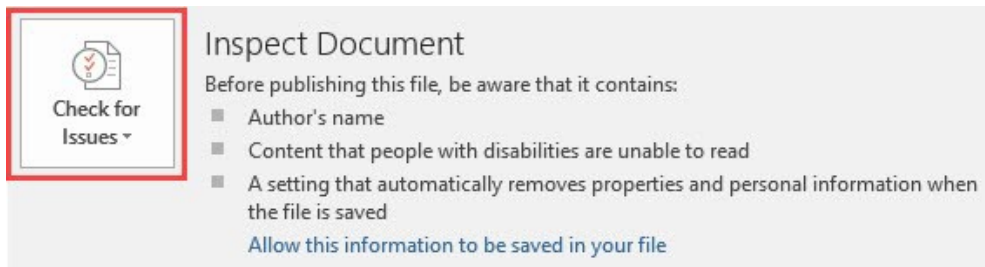 Check for
Issues
Inspect Document
Before publishing this file, be aware that it contains:
Author's name
Content that people with disabilities are unable to read
A setting that automatically removes properties and personal information when
the file is saved
Allow this information to be saved in your file